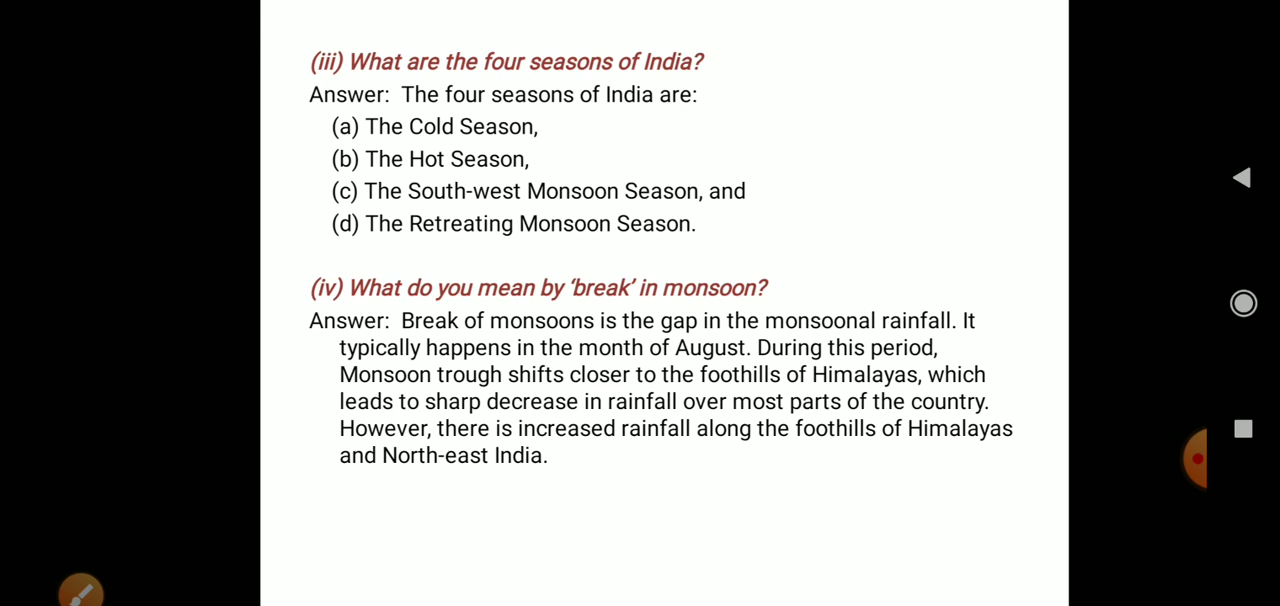 (iii) What are the four seasons of India?
Answer: The four seasons of India are:
(a) The Cold Season,
(b) The Hot Season,
(c) The South-west Monsoon Season, and
(d) The Retreating Monsoon Season.
(iv) What do you mean by ‘break’ in monsoon?
Answer: Break of monsoons is the gap in the monsoonal rainfall. It
typically happens in the month of August. During this period,
Monsoon trough shifts closer to the foothills of Himalayas, which
leads to sharp decrease in rainfall over most parts of the country.
However, there is increased rainfall along the foothills of Himalayas
and North-east India.